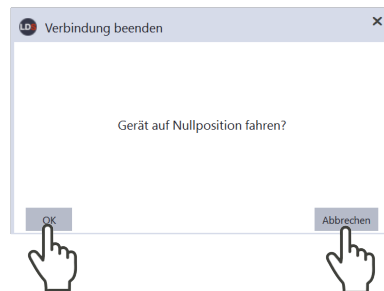 LD
Verbindung beenden
Gerät auf Nullposition fahren?
OK
Abbrechen